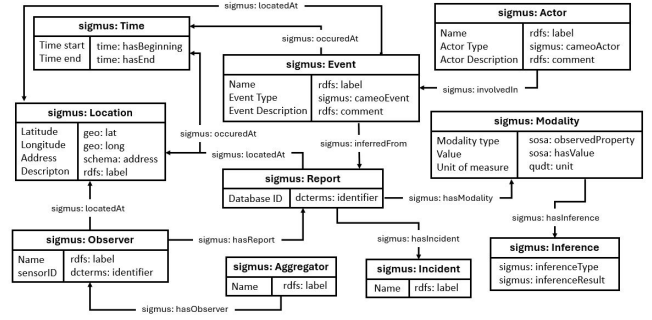 sigmus: locatedAt
sigmus: Time
Time start time: hasBeginning
Time end time: hasEnd
sigmus: occuredAt
sigmus: Actor
Name rdfs: label
Actor Type sigmus: cameoActor
Actor Description rdfs: comment
sigmus: Event
Name rdfs: label
Event Type sigmus: cameoEvent
Event Description rdfs: comment
sigmus: involvedIn
sigmus: Location
Latitude geo: lat
Longitude geo: long
Address schema: address
Descripton rdfs: label
sigmus: occuredAt
sigmus: locatedAt
sigmus: inferredFrom
sigmus: Modality
Modality type sosa: observedProperty
Value sosa: hasValue
Unit of measure qudt: unit
sigmus: Report
Database ID dcterms: identifier
sigmus: hasModality
sigmus: locatedAt
sigmus: hasInference
sigmus: Observer
Name rdfs: label
sensorID dcterms: identifier
sigmus: hasReport
sigmus: hasIncident
sigmus: Inference
sigmus: inferenceType
sigmus: inferenceResult
sigmus: Aggregator
Name rdfs: label
sigmus: Incident
Name rdfs: label
sigmus: hasObserver